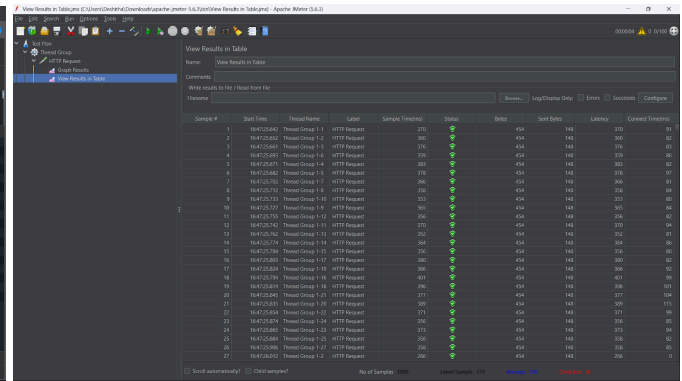 View Results in Table.jmx (C:\Users\Deshitha\Downloads\apache-jmeter-5.6.3\bin\View Results in Table.jmx) - Apache JMeter (5.6.3)
File Edit Search Run Options Tools Help
00:00:04 0 0/100
Test Plan
Thread Group
HTTP Request
Graph Results
View Results in Table
View Results in Table
Name: View Results in Table
Comments:
Write results to file / Read from file
Filename Browse... Log/Display Only: Errors Successes Configure
Sample # Start Time Thread Name Label Sample Time(ms) Status Bytes Sent Bytes Latency Connect Time(ms)
1 16:47:25.642 Thread Group 1-1 HTTP Request 370 454 148 370 91
2 16:47:25.652 Thread Group 1-2 HTTP Request 360 454 148 360 82
3 16:47:25.661 Thread Group 1-3 HTTP Request 376 454 148 376 83
4 16:47:25.693 Thread Group 1-6 HTTP Request 359 454 148 359 86
5 16:47:25.671 Thread Group 1-4 HTTP Request 383 454 148 383 82
6 16:47:25.682 Thread Group 1-5 HTTP Request 378 454 148 378 97
7 16:47:25.702 Thread Group 1-7 HTTP Request 366 454 148 366 81
8 16:47:25.712 Thread Group 1-8 HTTP Request 358 454 148 358 84
9 16:47:25.733 Thread Group 1-10 HTTP Request 353 454 148 353 80
10 16:47:25.727 Thread Group 1-9 HTTP Request 365 454 148 365 84
11 16:47:25.755 Thread Group 1-12 HTTP Request 356 454 148 356 82
12 16:47:25.742 Thread Group 1-11 HTTP Request 370 454 148 370 94
13 16:47:25.762 Thread Group 1-13 HTTP Request 352 454 148 352 81
14 16:47:25.774 Thread Group 1-14 HTTP Request 364 454 148 364 86
15 16:47:25.784 Thread Group 1-15 HTTP Request 356 454 148 356 80
16 16:47:25.803 Thread Group 1-17 HTTP Request 380 454 148 380 82
17 16:47:25.824 Thread Group 1-19 HTTP Request 366 454 148 366 92
18 16:47:25.794 Thread Group 1-16 HTTP Request 401 454 148 401 99
19 16:47:25.814 Thread Group 1-18 HTTP Request 396 454 148 396 101
20 16:47:25.845 Thread Group 1-21 HTTP Request 377 454 148 377 104
21 16:47:25.835 Thread Group 1-20 HTTP Request 389 454 148 389 115
22 16:47:25.854 Thread Group 1-22 HTTP Request 371 454 148 371 99
23 16:47:25.874 Thread Group 1-24 HTTP Request 356 454 148 356 85
24 16:47:25.865 Thread Group 1-23 HTTP Request 373 454 148 373 94
25 16:47:25.884 Thread Group 1-25 HTTP Request 358 454 148 358 82
26 16:47:25.906 Thread Group 1-27 HTTP Request 358 454 148 358 85
27 16:47:26.012 Thread Group 1-2 HTTP Request 266 454 148 266 0
Scroll automatically? Child samples? No of Samples 1000 Latest Sample 278